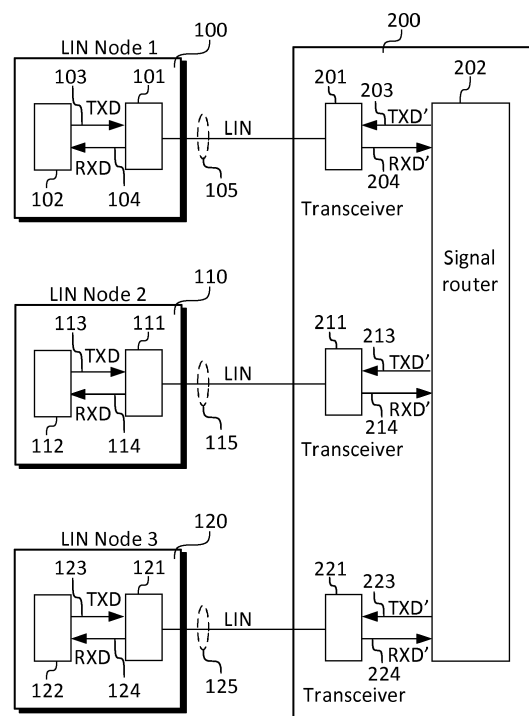 200
LIN Node 1
100
103
101
TXD
201
203
202
TXD'
LIN
RXD
RXD'
102
104
105
204
Transceiver
Signal
router
LIN Node 2
110
113
111
TXD
211
213
TXD'
LIN
RXD
RXD'
112
114
115
214
Transceiver
LIN Node 3
120
123
121
TXD
221
223
TXD'
LIN
RXD
RXD'
122
124
125
224
Transceiver